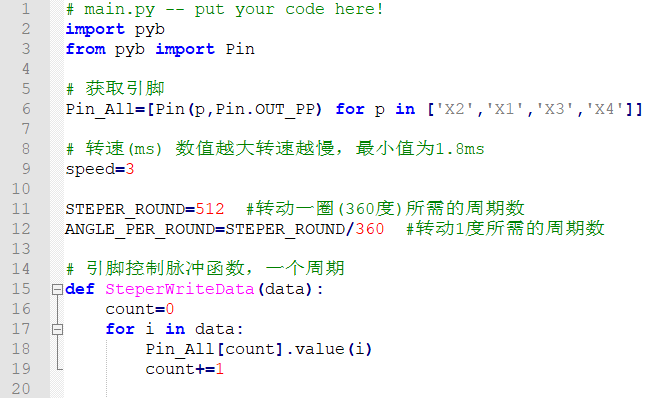 1 # main.py -- put your code here!
2 import pyb
3 from pyb import Pin
4
5 # 获取引脚
6 Pin_All=[Pin(p,Pin.OUT_PP) for p in ['X2','X1','X3','X4']]
7
8 # 转速(ms) 数值越大转速越慢，最小值为1.8ms
9 speed=3
10
11 STEPER_ROUND=512  #转动一圈(360度)所需的周期数
12 ANGLE_PER_ROUND=STEPER_ROUND/360  #转动1度所需的周期数
13
14 # 引脚控制脉冲函数，一个周期
15 def SteperWriteData(data):
16     count=0
17     for i in data:
18         Pin_All[count].value(i)
19         count+=1
20